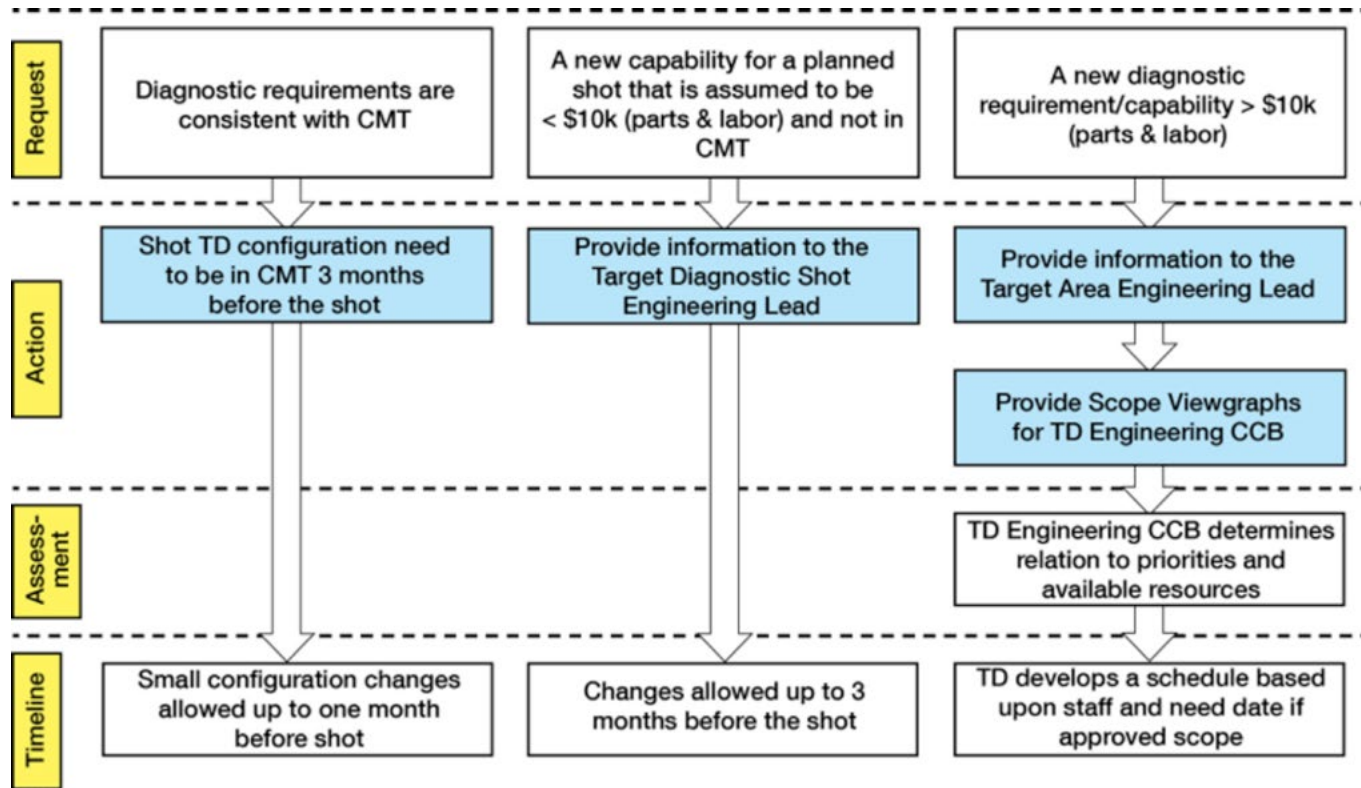 Request
Diagnostic requirements are
consistent with CMT
A new capability for a planned
shot that is assumed to be
< $10k (parts & labor) and not in
CMT
A new diagnostic
requirement/capability > $10k
(parts & labor)
Action
Shot TD configuration need
to be in CMT 3 months
before the shot
Provide information to the
Target Diagnostic Shot
Engineering Lead
Provide information to the
Target Area Engineering Lead
Provide Scope Viewgraphs
for TD Engineering CCB
Assess-
ment
TD Engineering CCB determines
relation to priorities and
available resources
Timeline
Small configuration changes
allowed up to one month
before shot
Changes allowed up to 3
months before the shot
TD develops a schedule based
upon staff and need date if
approved scope